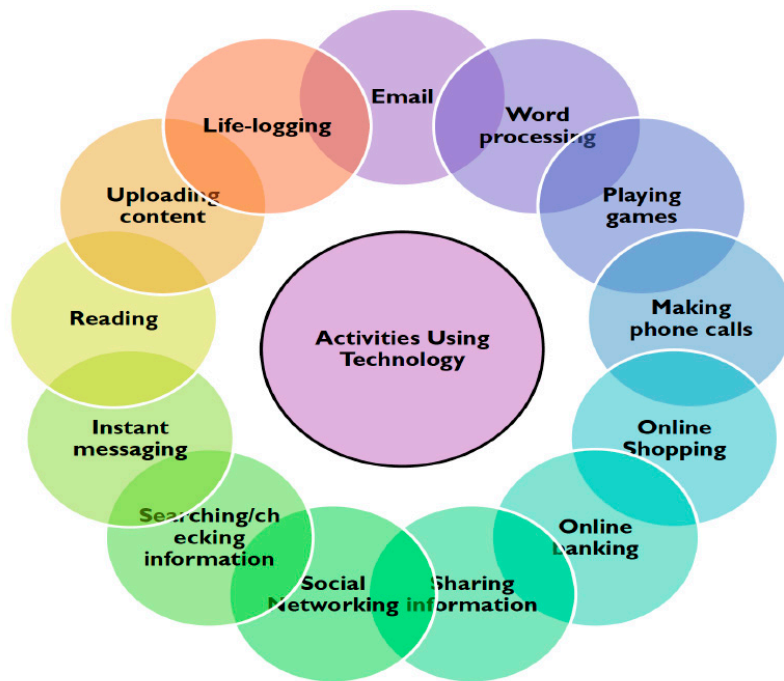 Email
Word
processing
Playing
games
Making
phone calls
Online
Shopping
Online
banking
Sharing
information
Social
Networking
Searching/ch
ecking
information
Instant
messaging
Reading
Uploading
content
Life-logging
Activities Using
Technology